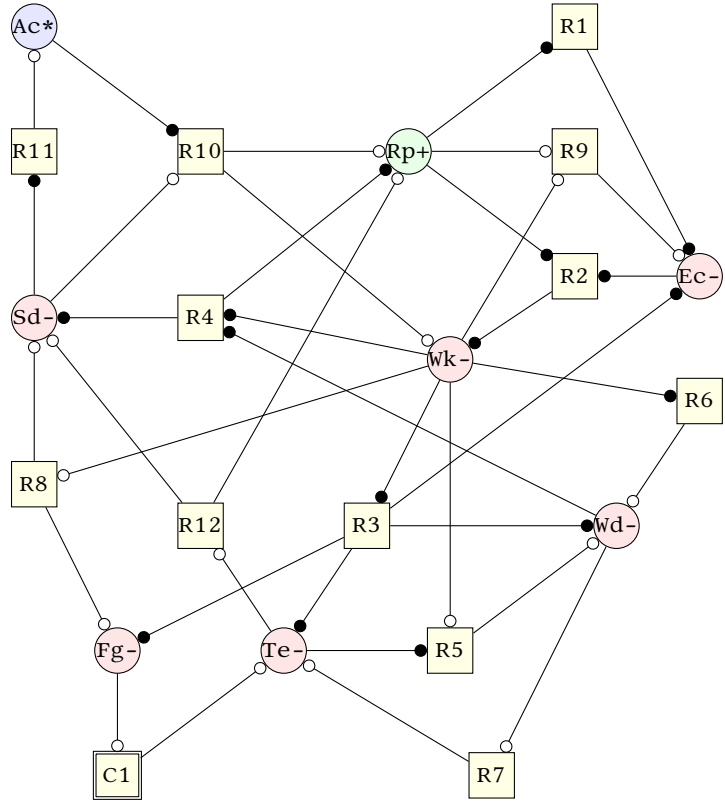 Ac*
R1
R11
R10
Rp+
R9
R2
Ec-
Sd-
R4
Wk-
R6
R8
R12
R3
Wd-
Fg-
Te-
R5
C1
R7